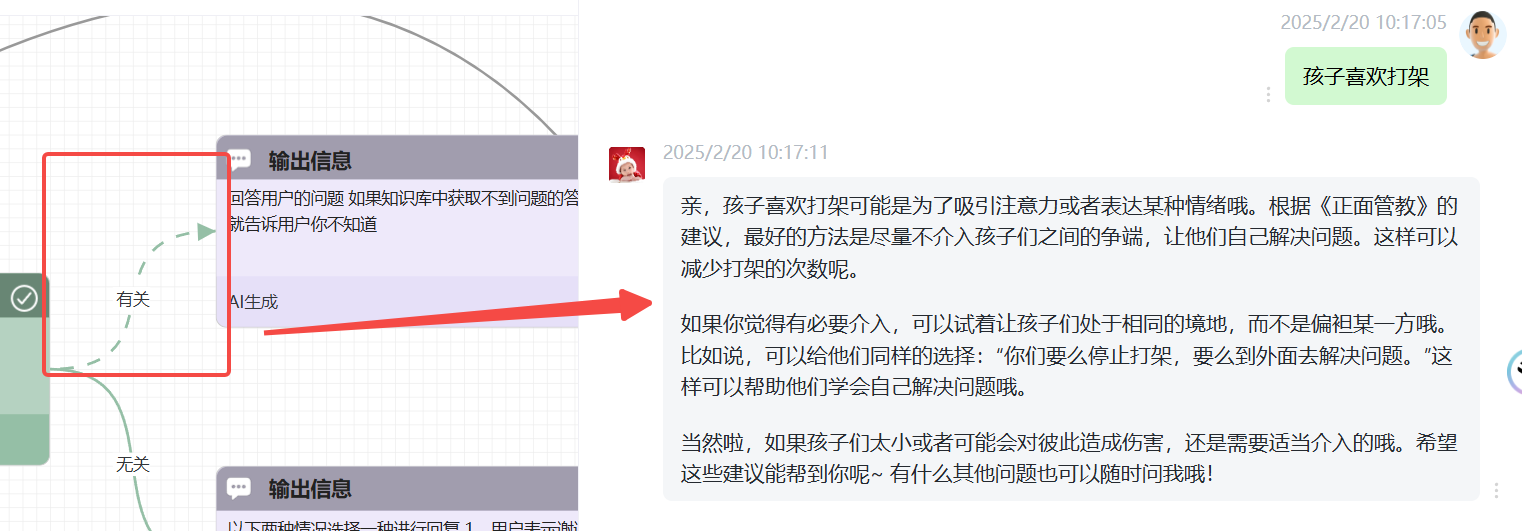 输出信息
回答用户的问题 如果知识库中获取不到问题的答
就告诉用户你不知道
AI生成
有关
无关
输出信息
以下两种情况选择一种进行回复 1、用户表示谢
2025/2/20 10:17:05
孩子喜欢打架
2025/2/20 10:17:11
亲，孩子喜欢打架可能是为了吸引注意力或者表达某种情绪哦。根据《正面管教》的
建议，最好的方法是尽量不介入孩子们之间的争端，让他们自己解决问题。这样可以
减少打架的次数呢。
如果你觉得有必要介入，可以试着让孩子们处于相同的境地，而不是偏袒某一方哦。
比如说，可以给他们同样的选择：“你们要么停止打架，要么到外面去解决问题。”这
样可以帮助他们学会自己解决问题哦。
当然啦，如果孩子们太小或者可能会对彼此造成伤害，还是需要适当介入的哦。希望
这些建议能帮到你呢~ 有什么其他问题也可以随时问我哦！